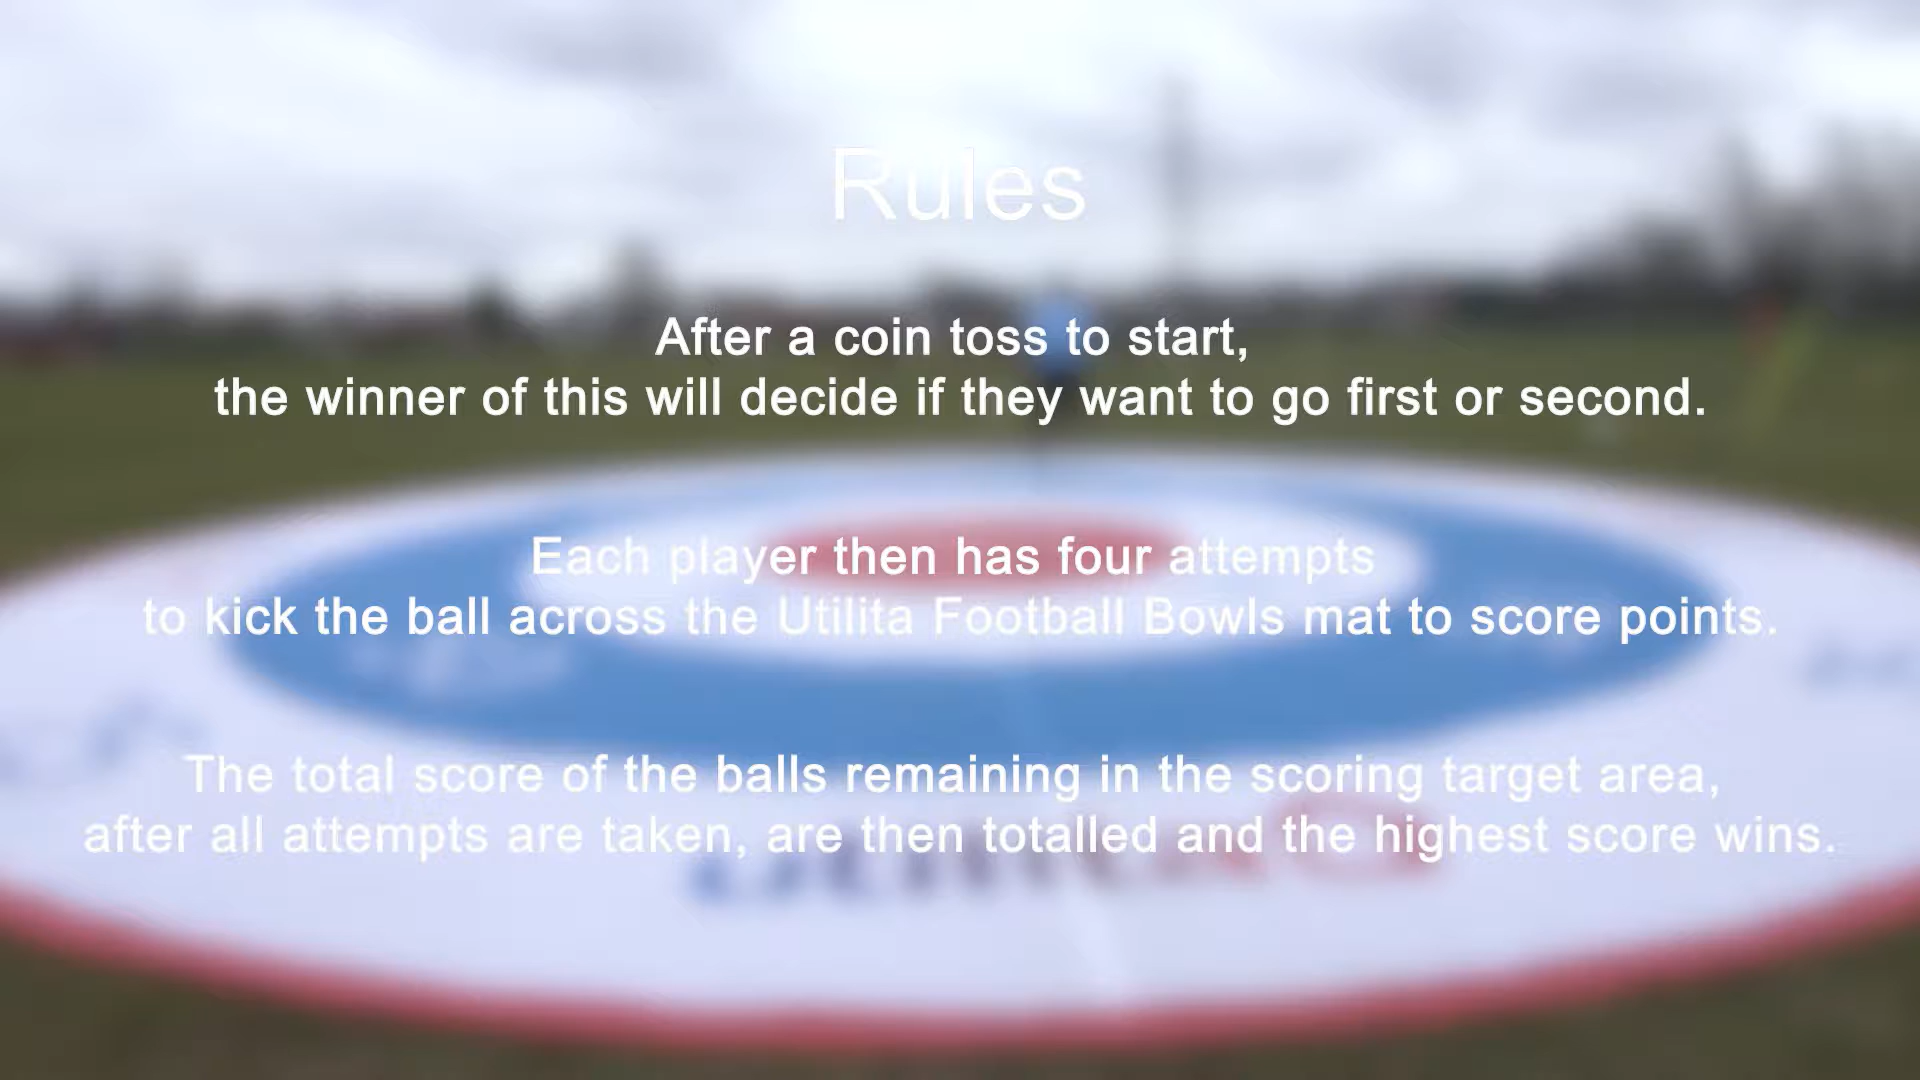 Rules
After a coin toss to start,
the winner of this will decide if they want to go first or second.
Each player then has four attempts
to kick the ball across the Utilita Football Bowls mat to score points.
The total score of the balls remaining in the scoring target area,
after all attempts are taken, are then totalled and the highest score wins.